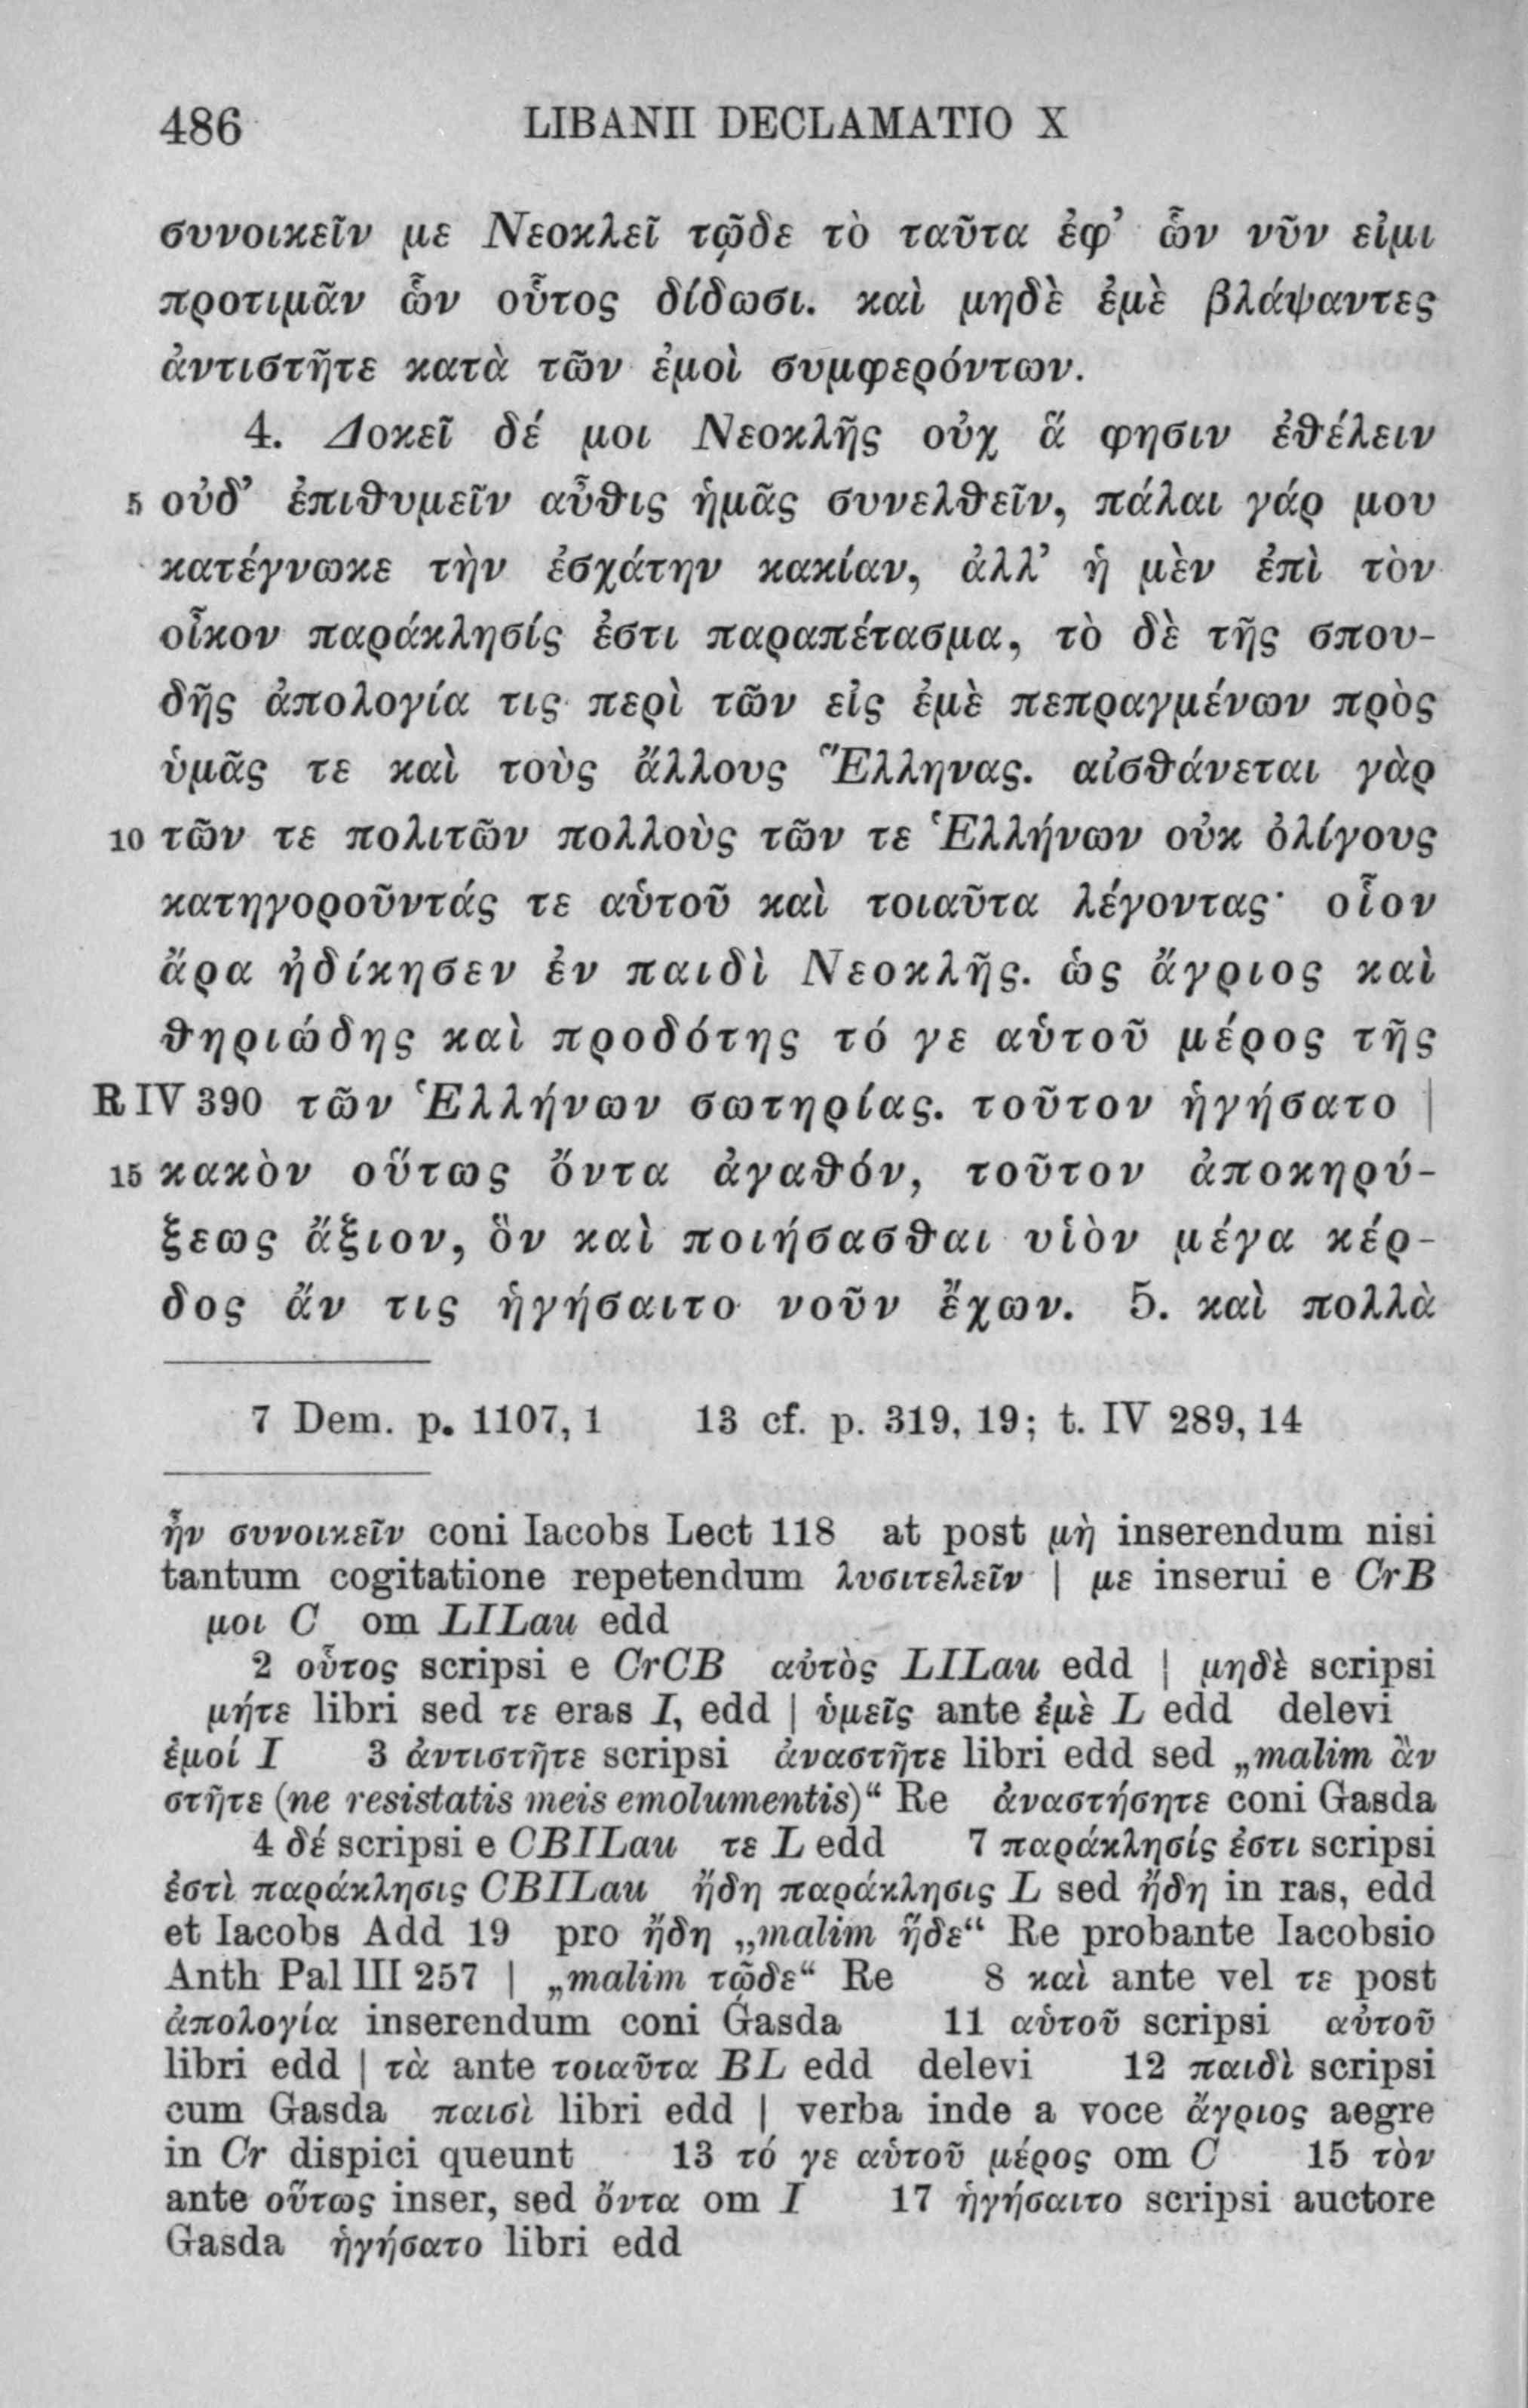 486 LIBANII DECLAMATIO X
συνοικεῖν με Νεοκλεῖ τῷδε τὸ ταῦτα ἐφ’ ὧν νῦν εἰμι
προτιμᾶν ὧν οὗτος δίδωσι. καὶ μηδὲ ἐμὲ βλάψαντες
ἀντιστῆτε κατὰ τῶν ἐμοὶ συμφερόντων.
4. Δοκεῖ δέ μοι Νεοκλῆς οὐχ ἅ φησιν ἐθέλειν
5 οὐδ’ ἐπιθυμεῖν αὖθις ἡμᾶς συνελθεῖν, πάλαι γάρ μου
κατέγνωκε τὴν ἐσχάτην κακίαν, ἀλλ’ ἡ μὲν ἐπὶ τὸν
οἶκον παράκλησίς ἐστι παραπέτασμα, τὸ δὲ τῆς σπου-
δῆς ἀπολογία τις περὶ τῶν εἰς ἐμὲ πεπραγμένων πρὸς
ὑμᾶς τε καὶ τοὺς ἄλλους Ἕλληνας. αἰσθάνεται γὰρ
10 τῶν τε πολιτῶν πολλοὺς τῶν τε Ἑλλήνων οὐκ ὀλίγους
κατηγοροῦντάς τε αὑτοῦ καὶ τοιαῦτα λέγοντας· οἷον
ἄρα ἠδίκησεν ἐν παιδὶ Νεοκλῆς. ὡς ἄγριος καὶ
θηριώδης καὶ προδότης τό γε αὑτοῦ μέρος τῆς
R IV 390 τῶν Ἑλλήνων σωτηρίας. τοῦτον ἡγήσατο |
15 κακὸν οὕτως ὄντα ἀγαθόν, τοῦτον ἀποκηρύ-
ξεως ἄξιον, ὃν καὶ ποιήσασθαι υἱὸν μέγα κέρ-
δος ἄν τις ἡγήσαιτο νοῦν ἔχων. 5. καὶ πολλὰ
7 Dem. p. 1107, 1 13 cf. p. 319, 19; t. IV 289, 14
ἦν συνοικεῖν coni Iacobs Lect 118 at post μὴ inserendum nisi
tantum cogitatione repetendum λυσιτελεῖν | με inserui e CrB
μοι C om LILau edd
2 οὗτος scripsi e CrCB αὐτὸς LILau edd | μηδὲ scripsi
μήτε libri sed τε eras I, edd | ὑμεῖς ante ἐμὲ L edd delevi
ἐμοί I 3 ἀντιστῆτε scripsi ἀναστῆτε libri edd sed „malim ἂν
στῆτε (ne resistatis meis emolumentis)“ Re ἀναστήσητε coni Gasda
4 δέ scripsi e CBILau τε L edd 7 παράκλησίς ἐστι scripsi
ἐστὶ παράκλησις CBILau ἤδη παράκλησις L sed ἤδη in ras, edd
et Iacobs Add 19 pro ἤδη „malim ἥδε“ Re probante Iacobsio
Anth Pal III 257 | „malim τῷδε“ Re 8 καὶ ante vel τε post
ἀπολογία inserendum coni Gasda 11 αὑτοῦ scripsi αὐτοῦ
libri edd | τὰ ante τοιαῦτα BL edd delevi 12 παιδὶ scripsi
cum Gasda παισὶ libri edd | verba inde a voce ἄγριος aegre
in Cr dispici queunt 13 τό γε αὑτοῦ μέρος om C 15 τὸν
ante οὕτως inser, sed ὄντα om I 17 ἡγήσαιτο scripsi auctore
Gasda ἡγήσατο libri edd